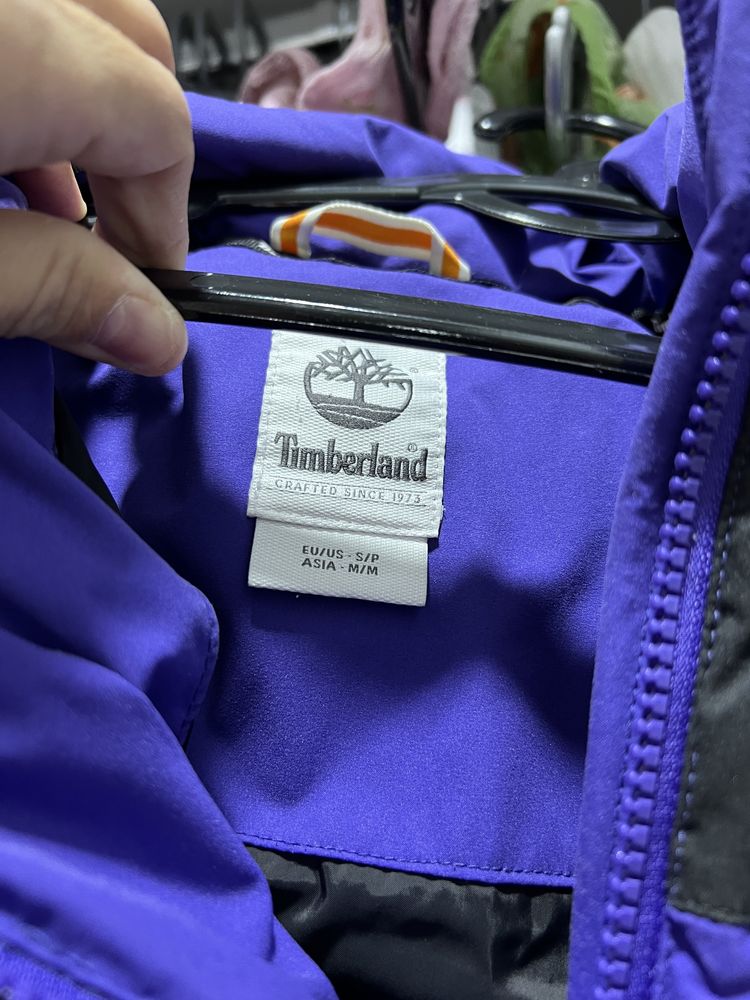 Timberland®
CRAFTED SINCE 1973
EU/US - S/P
ASIA - M/M